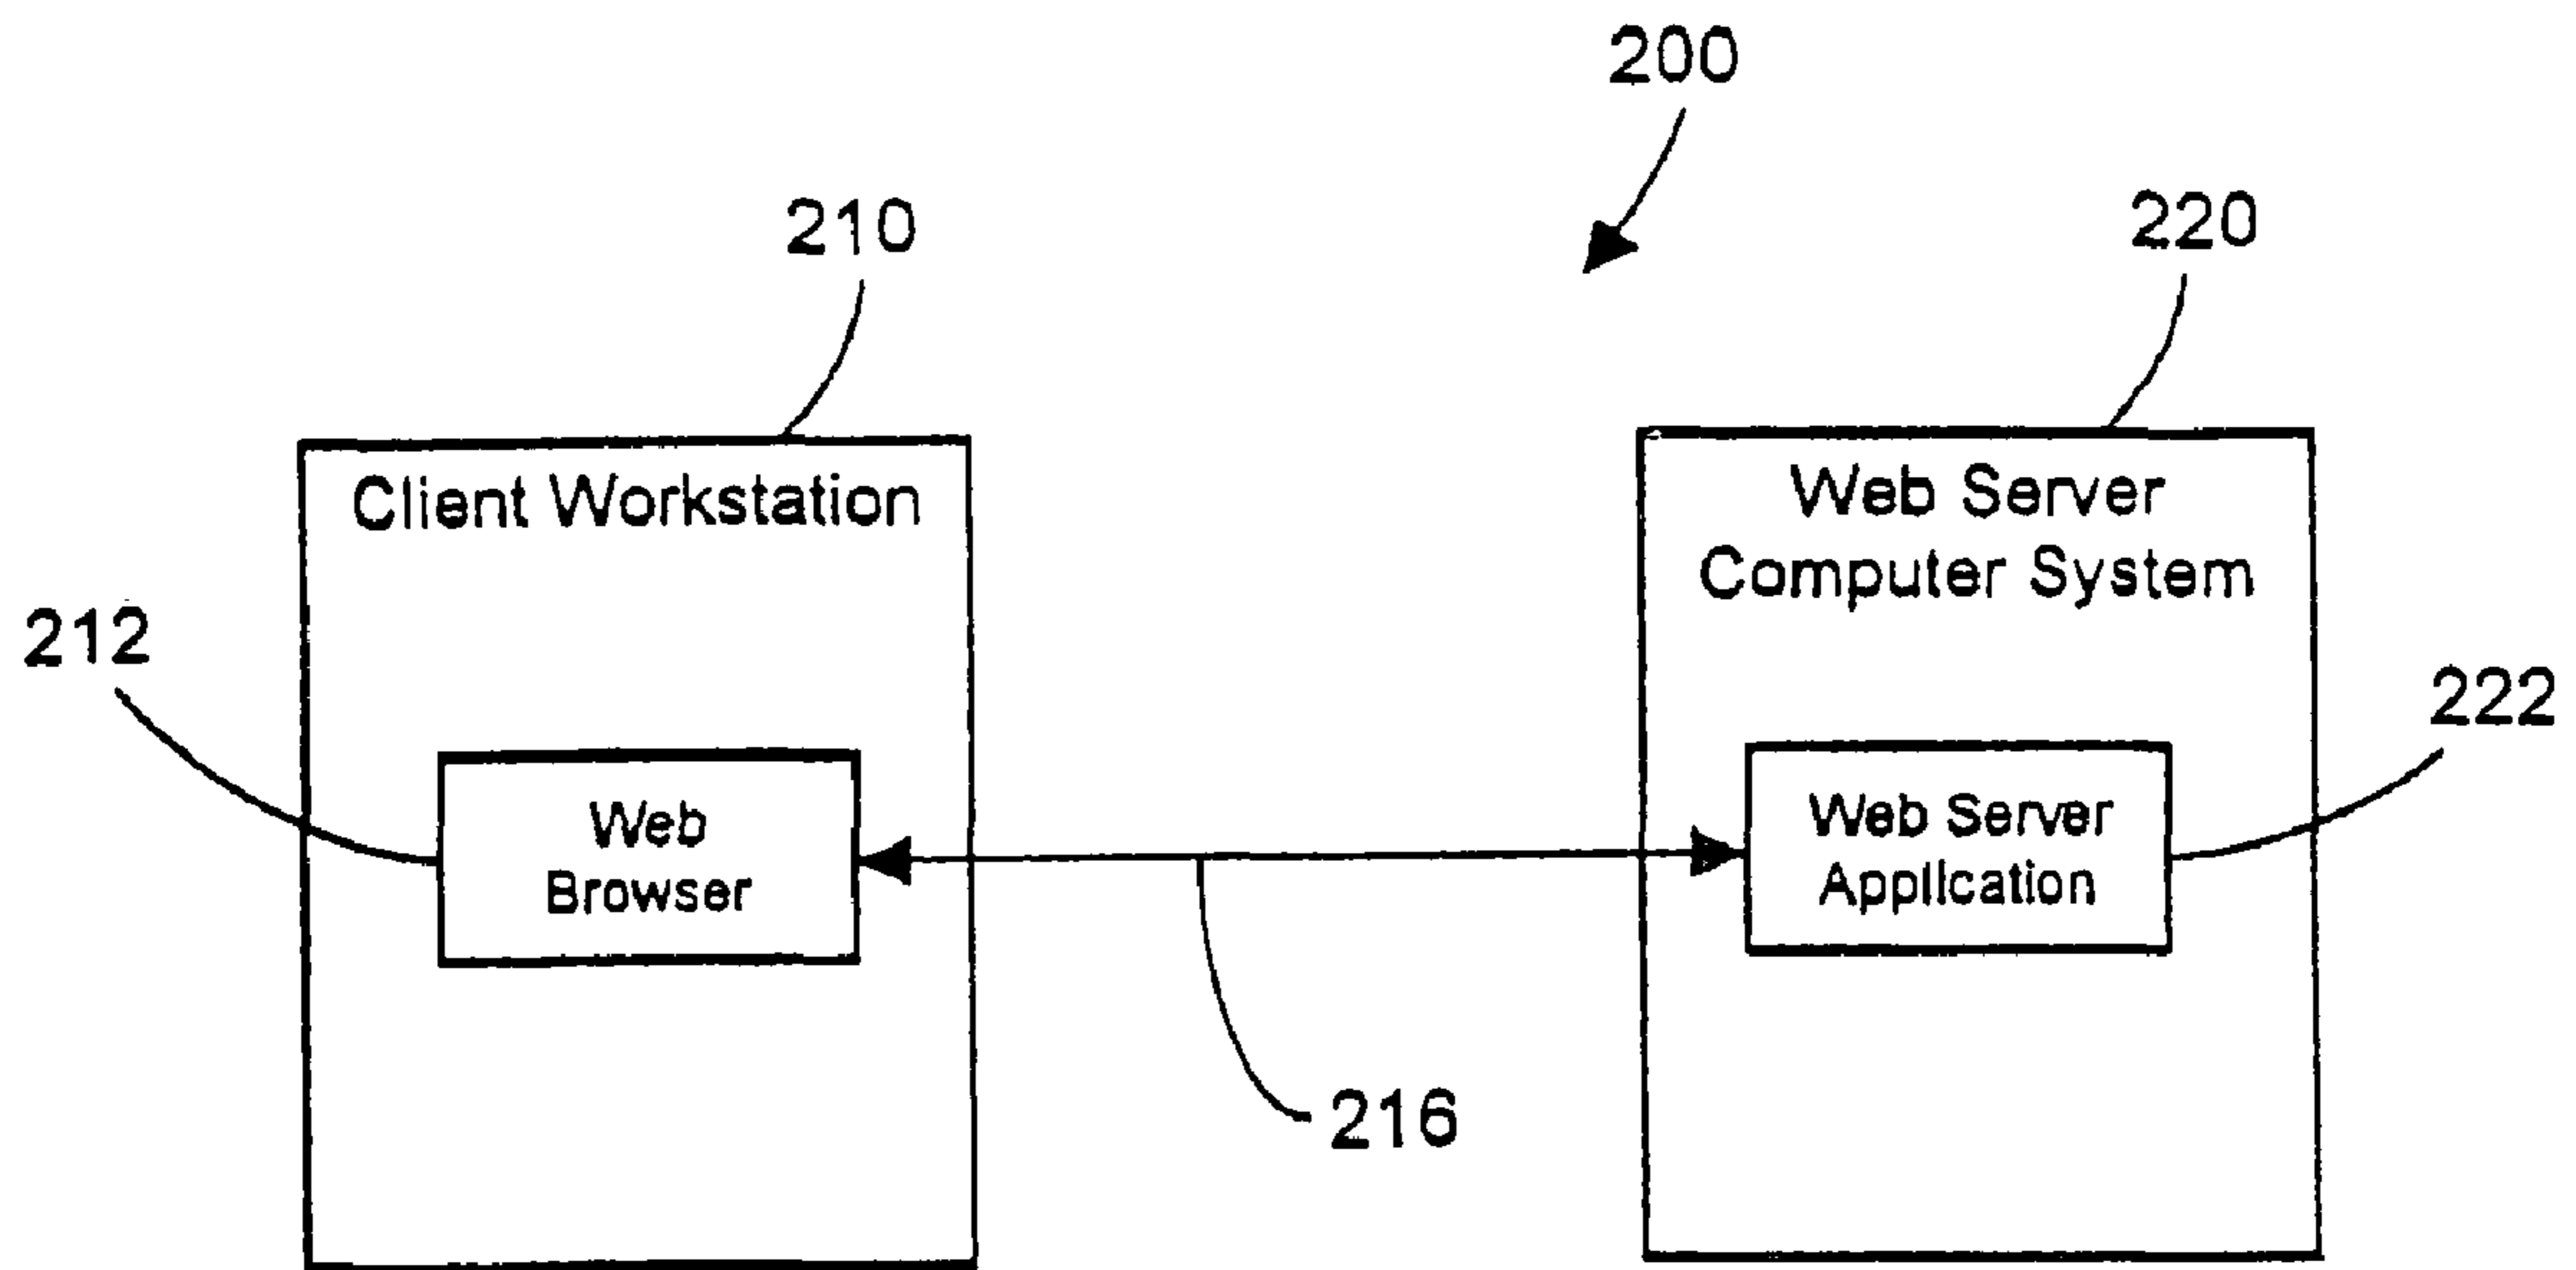 200
210
220
Client Workstation
Web Server
Computer System
212
222
Web
Browser
Web Server
Application
216